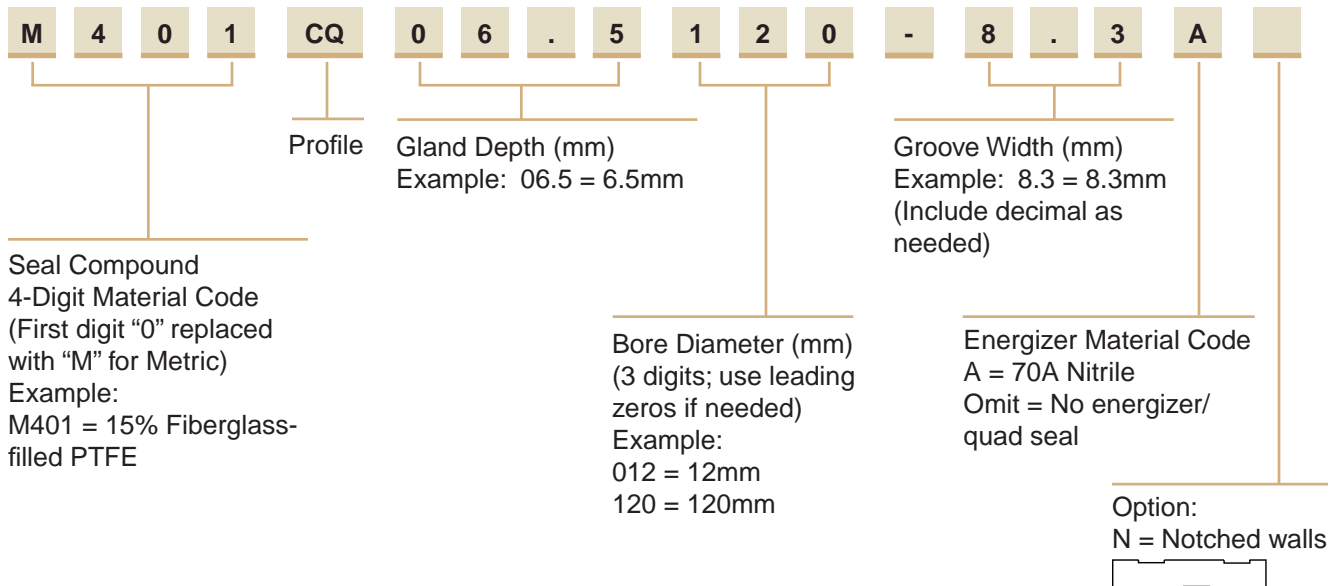 M 4 0 1 CQ 0 6 . 5 1 2 0 - 8 . 3 A
Profile
Gland Depth (mm)
Example: 06.5 = 6.5mm
Groove Width (mm)
Example: 8.3 = 8.3mm
(Include decimal as
needed)
Seal Compound
4-Digit Material Code
(First digit “0” replaced
with “M” for Metric)
Example:
M401 = 15% Fiberglass-
filled PTFE
Bore Diameter (mm)
(3 digits; use leading
zeros if needed)
Example:
012 = 12mm
120 = 120mm
Energizer Material Code
A = 70A Nitrile
Omit = No energizer/
quad seal
Option:
N = Notched walls